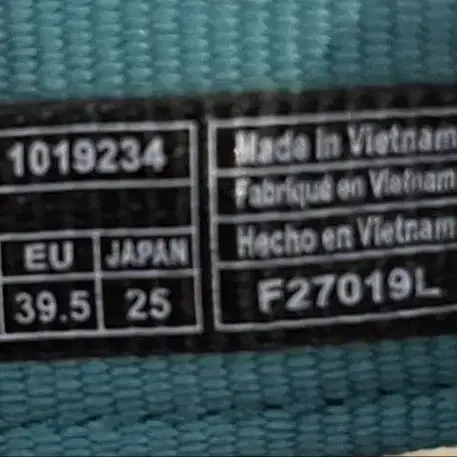 1019234
EU JAPAN
39.5 25
Made in Vietnam
Fabriqué en Vietnam
Hecho en Vietnam
F27019L